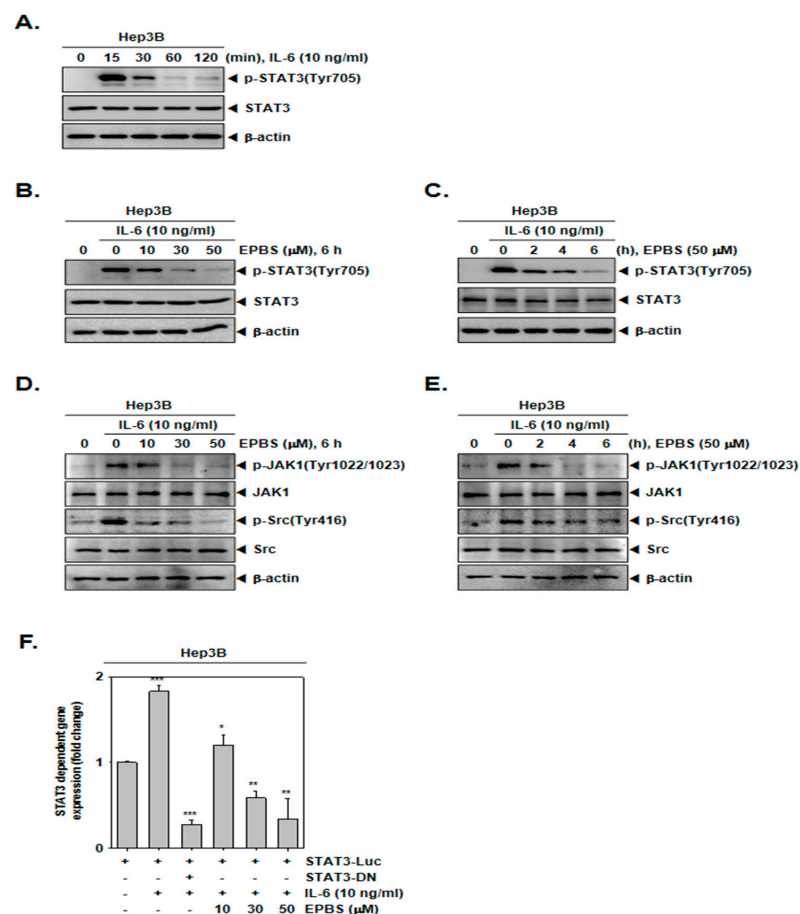 A.
Hep3B
0 15 30 60 120 (min), IL-6 (10 ng/ml)
p-STAT3(Tyr705)
STAT3
β-actin
B.
Hep3B
IL-6 (10 ng/ml)
0 0 10 30 50 EPBS (μM), 6 h
p-STAT3(Tyr705)
STAT3
β-actin
C.
Hep3B
IL-6 (10 ng/ml)
0 0 2 4 6 (h), EPBS (50 μM)
p-STAT3(Tyr705)
STAT3
β-actin
D.
Hep3B
IL-6 (10 ng/ml)
0 0 10 30 50 EPBS (μM), 6 h
p-JAK1(Tyr1022/1023)
JAK1
p-Src(Tyr416)
Src
β-actin
E.
Hep3B
IL-6 (10 ng/ml)
0 0 2 4 6 (h), EPBS (50 μM)
p-JAK1(Tyr1022/1023)
JAK1
p-Src(Tyr416)
Src
β-actin
F.
Hep3B
STAT3 dependent gene
expression (fold change)
2
1
0
***
***
*
**
**
+ + + + + + STAT3-Luc
- - + - - - STAT3-DN
- + + + + + IL-6 (10 ng/ml)
- - - 10 30 50 EPBS (μM)